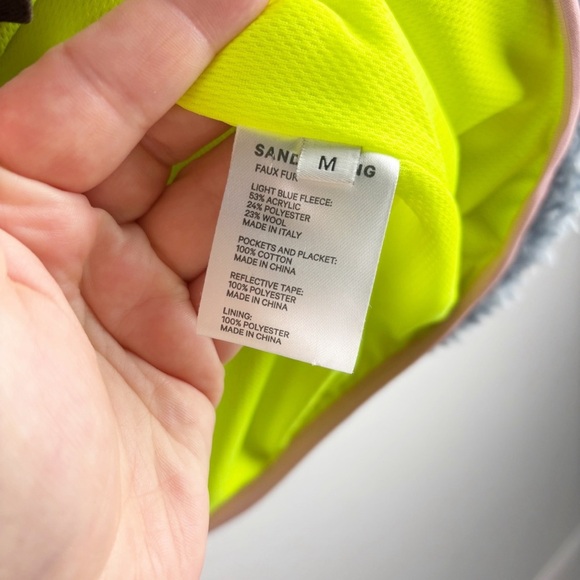 M
FAUX FUR
LIGHT BLUE FLEECE:
53% ACRYLIC
24% POLYESTER
23% WOOL
MADE IN ITALY
POCKETS AND PLACKET:
100% COTTON
MADE IN CHINA
REFLECTIVE TAPE:
100% POLYESTER
MADE IN CHINA
LINING:
100% POLYESTER
MADE IN CHINA